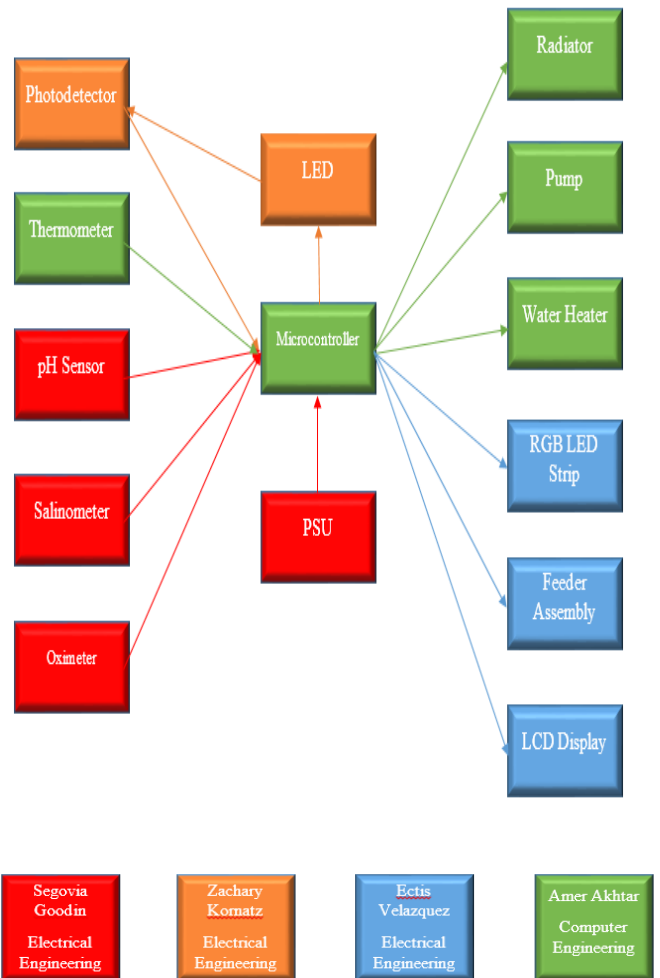 Radiator
Photodetector
LED
Pump
Thermometer
Water Heater
Microcontroller
pH Sensor
RGB LED
Strip
Salinometer
PSU
Feeder
Assembly
Oximeter
LCD Display
Segovia
Goodin
Electrical
Engineering
Zachary
Kornatz
Electrical
Engineering
Ectis
Velazquez
Electrical
Engineering
Amer Akhtar
Computer
Engineering